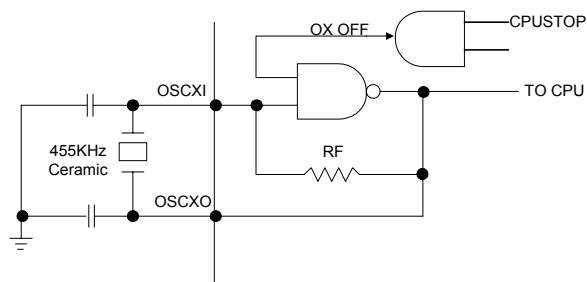 OX OFF
CPUSTOP
OSCXI
TO CPU
455KHz
Ceramic
RF
OSCXO